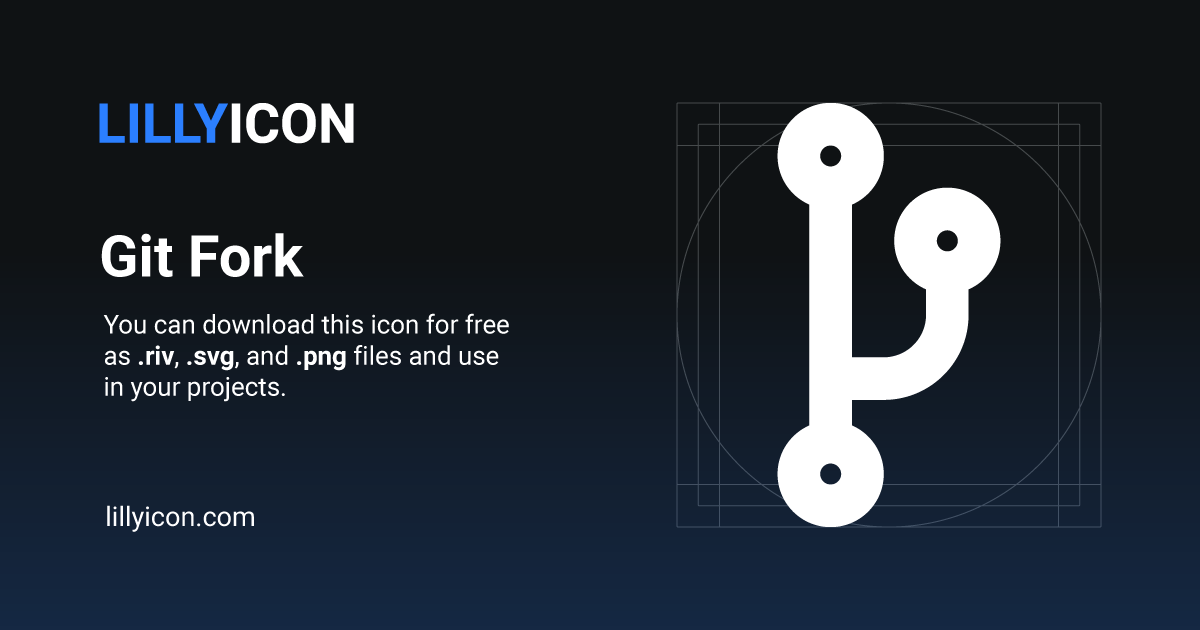 LILLYICON
Git Fork
You can download this icon for free
as .riv, .svg, and .png files and use
in your projects.
lillyicon.com